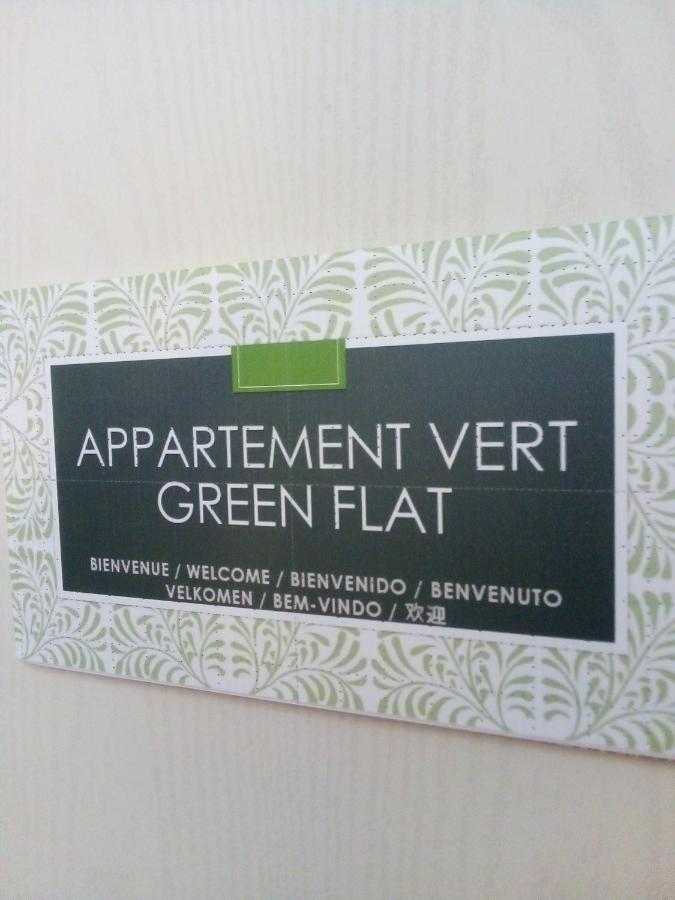 APPARTEMENT VERT
GREEN FLAT
BIENVENUE / WELCOME / BIENVENIDO / BENVENUTO
VELKOMEN / BEM-VINDO / 欢迎